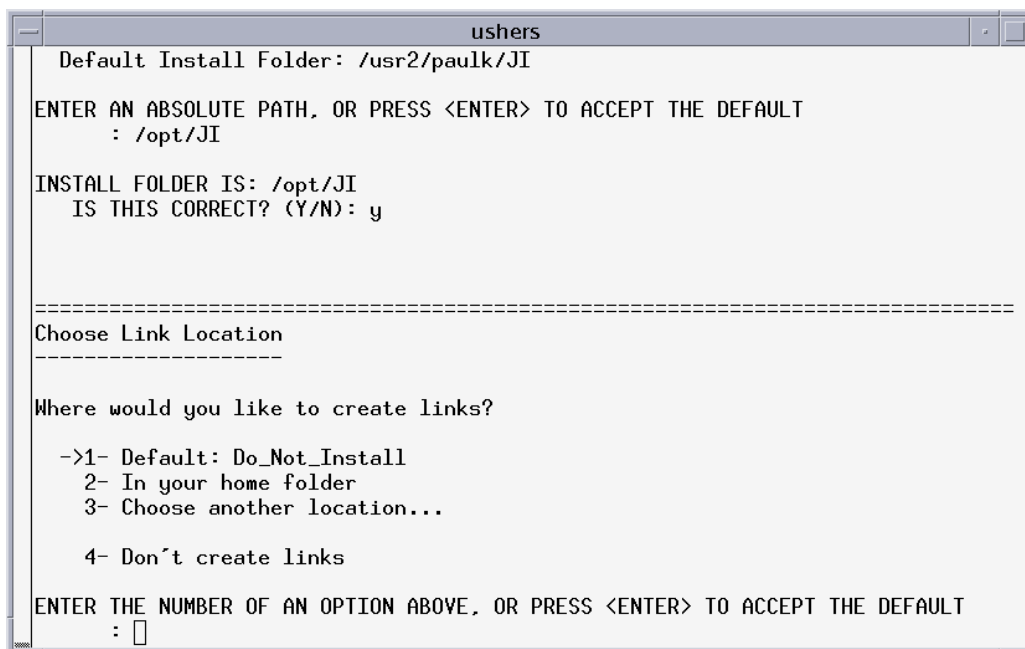 ushers
Default Install Folder: /usr2/paulk/JI
ENTER AN ABSOLUTE PATH, OR PRESS <ENTER> TO ACCEPT THE DEFAULT
: /opt/JI
INSTALL FOLDER IS: /opt/JI
IS THIS CORRECT? (Y/N): y
===============================================================================
Choose Link Location
--------------------
Where would you like to create links?
->1- Default: Do_Not_Install
2- In your home folder
3- Choose another location...
4- Don´t create links
ENTER THE NUMBER OF AN OPTION ABOVE, OR PRESS <ENTER> TO ACCEPT THE DEFAULT
: